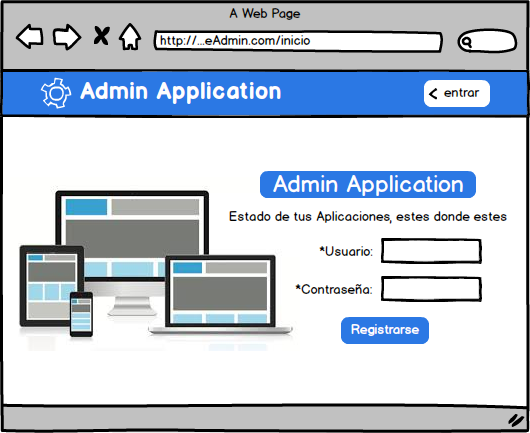 A Web Page
http://...eAdmin.com/inicio
Admin Application
< entrar
Admin Application
Estado de tus Aplicaciones, estes donde estes
*Usuario:
*Contraseña:
Registrarse